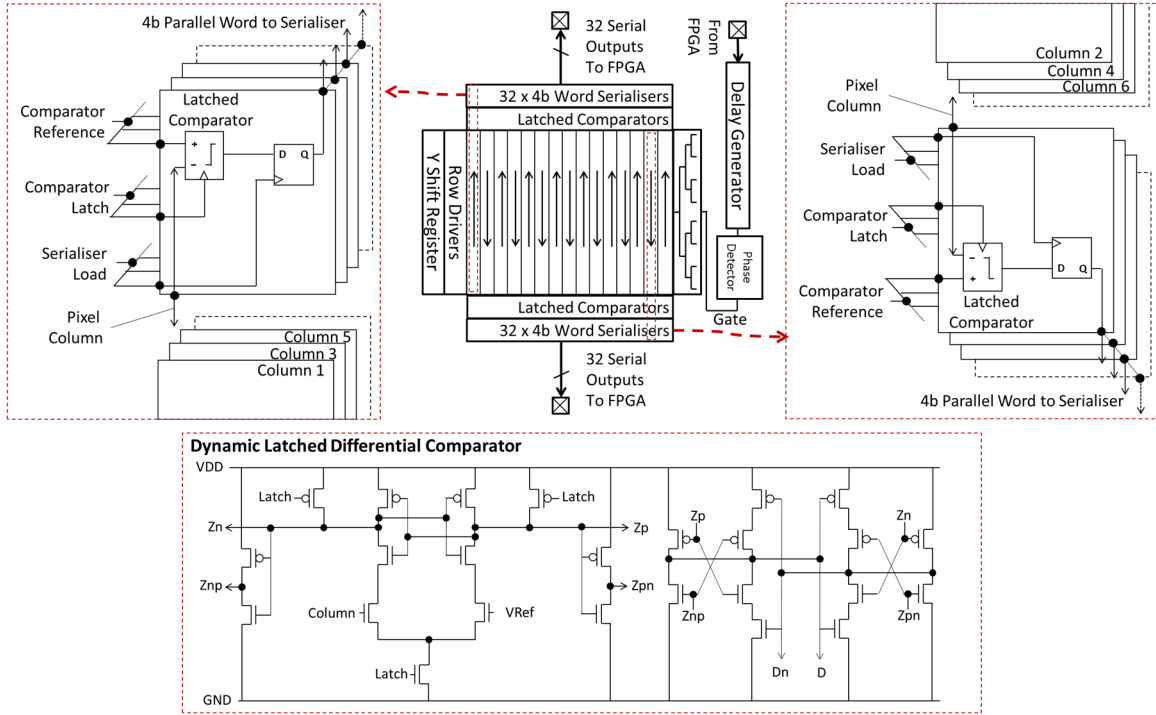 4b Parallel Word to Serialiser
Latched
Comparator
Comparator
Reference
+
-
D Q
Comparator
Latch
Serialiser
Load
Pixel
Column
Column 5
Column 3
Column 1
32 Serial
Outputs
To FPGA
From
FPGA
32 x 4b Word Serialisers
Latched Comparators
Y Shift Register
Row Drivers
Delay Generator
Phase
Detector
Gate
Latched Comparators
32 x 4b Word Serialisers
32 Serial
Outputs
To FPGA
Column 2
Column 4
Column 6
Pixel
Column
Serialiser
Load
Comparator
Latch
Comparator
Reference
-
+
D Q
Latched
Comparator
4b Parallel Word to Serialiser
Dynamic Latched Differential Comparator
VDD
Latch Latch
Zn Zp Zp Zn
Znp Zpn
Column VRef Znp Zpn
Latch Dn D
GND